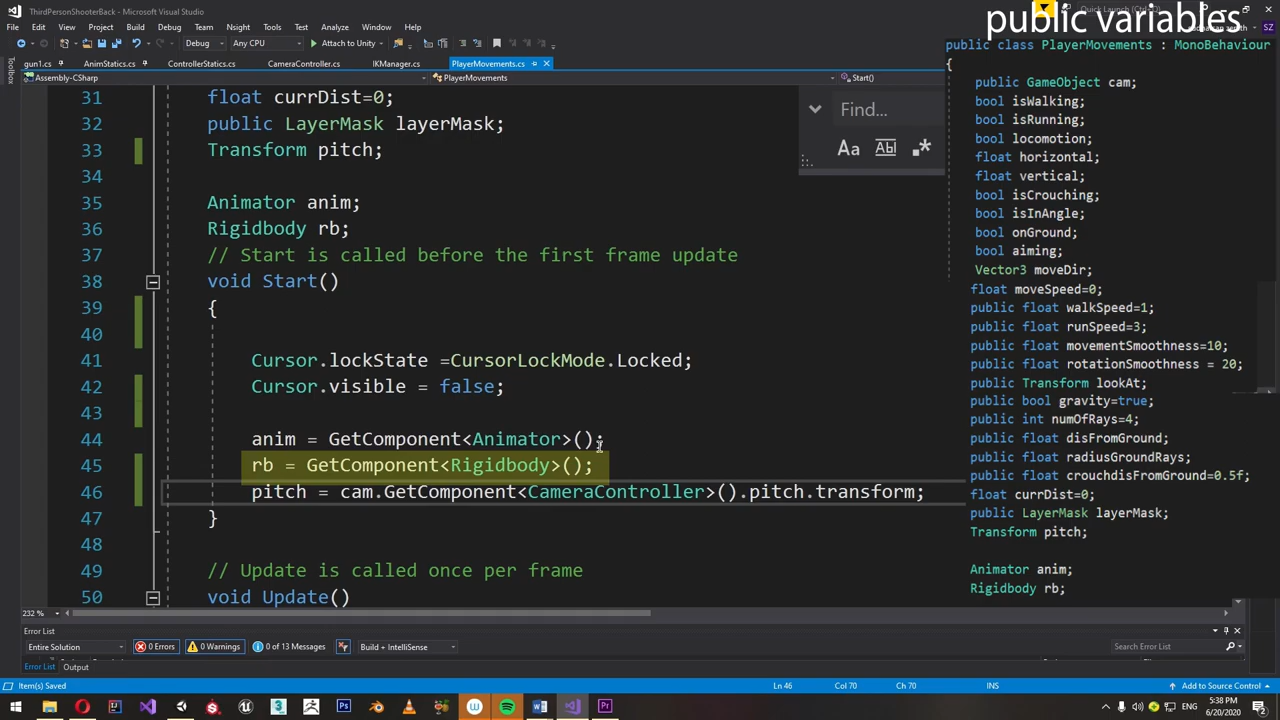 ThirdPersonShooterBack - Microsoft Visual Studio
public variables
File Edit View Project Build Debug Team Insight Tools Test Analyze Window Help
Debug Any CPU Attach to Unity
gun1.cs AnimStatics.cs ControllerStatics.cs CameraController.cs IKManager.cs PlayerMovements.cs
Toolbox
Assembly-CSharp PlayerMovements Start()
Find...
Aa Abl .*
31 float currDist=0;
32 public LayerMask layerMask;
33 Transform pitch;
34
35 Animator anim;
36 Rigidbody rb;
37 // Start is called before the first frame update
38 void Start()
39 {
40
41 Cursor.lockState =CursorLockMode.Locked;
42 Cursor.visible = false;
43
44 anim = GetComponent<Animator>();
45 rb = GetComponent<Rigidbody>();
46 pitch = cam.GetComponent<CameraController>().pitch.transform;
47 }
48
49 // Update is called once per frame
50 void Update()
public class PlayerMovements : MonoBehaviour
{
public GameObject cam;
bool isWalking;
bool isRunning;
bool locomotion;
float horizontal;
float vertical;
bool isCrouching;
bool isInAngle;
bool onGround;
bool aiming;
Vector3 moveDir;
float moveSpeed=0;
public float walkSpeed=1;
public float runSpeed=3;
public float movementSmoothness=10;
public float rotationSmoothness = 20;
public Transform lookAt;
public bool gravity=true;
public int numOfRays=4;
public float disFromGround;
public float radiusGroundRays;
public float crouchdisFromGround=0.5f;
float currDist=0;
public LayerMask layerMask;
Transform pitch;
Animator anim;
Rigidbody rb;
232 %
Error List
Entire Solution 0 Errors 0 Warnings 0 of 13 Messages Build + IntelliSense Search Error List
Error List Output
Item(s) Saved Ln 46 Col 70 Ch 70 INS Add to Source Control
ENG 5:38 PM
6/20/2020